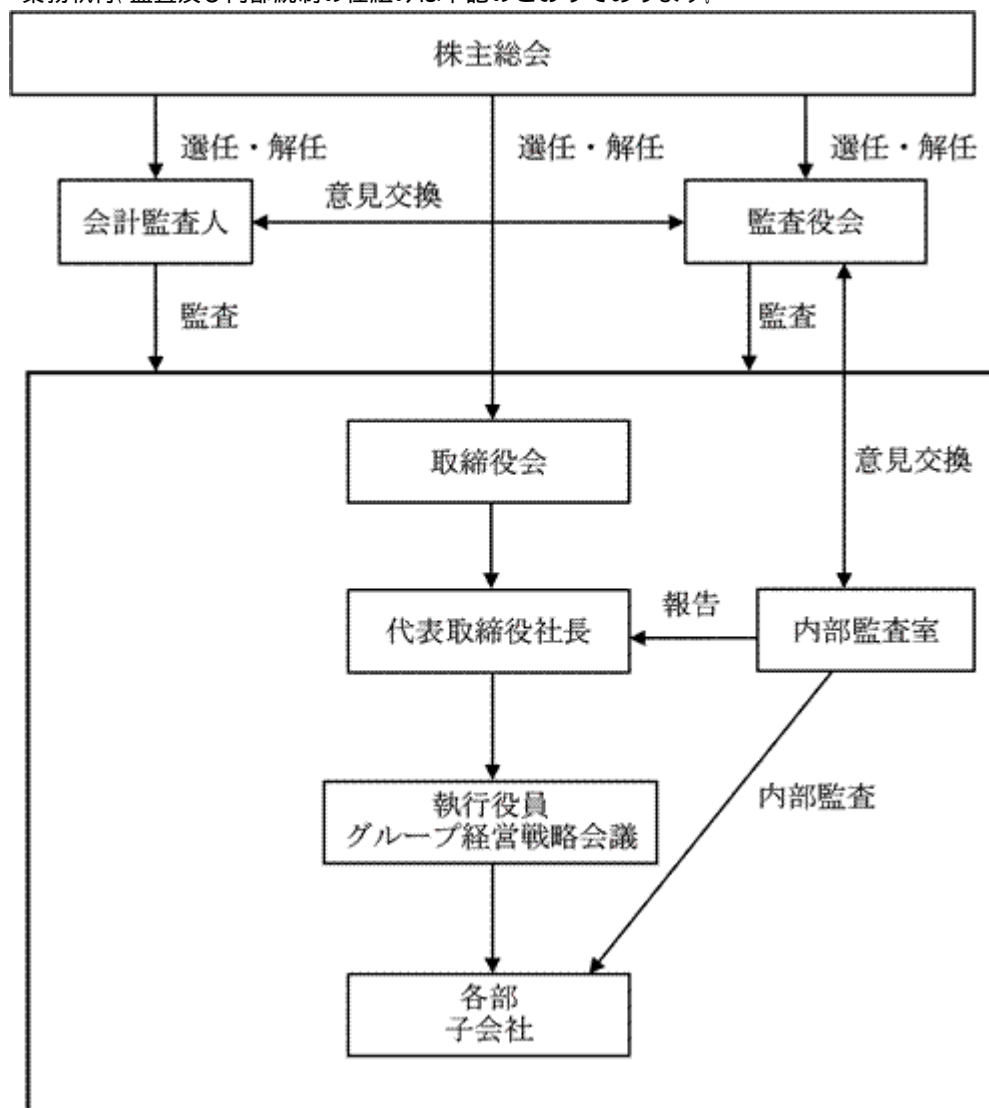 株主総会
選任・解任
選任・解任
選任・解任
意見交換
会計監査人
監査役会
監査
監査
取締役会
意見交換
報告
代表取締役社長
内部監査室
執行役員
グループ経営戦略会議
内部監査
各部
子会社